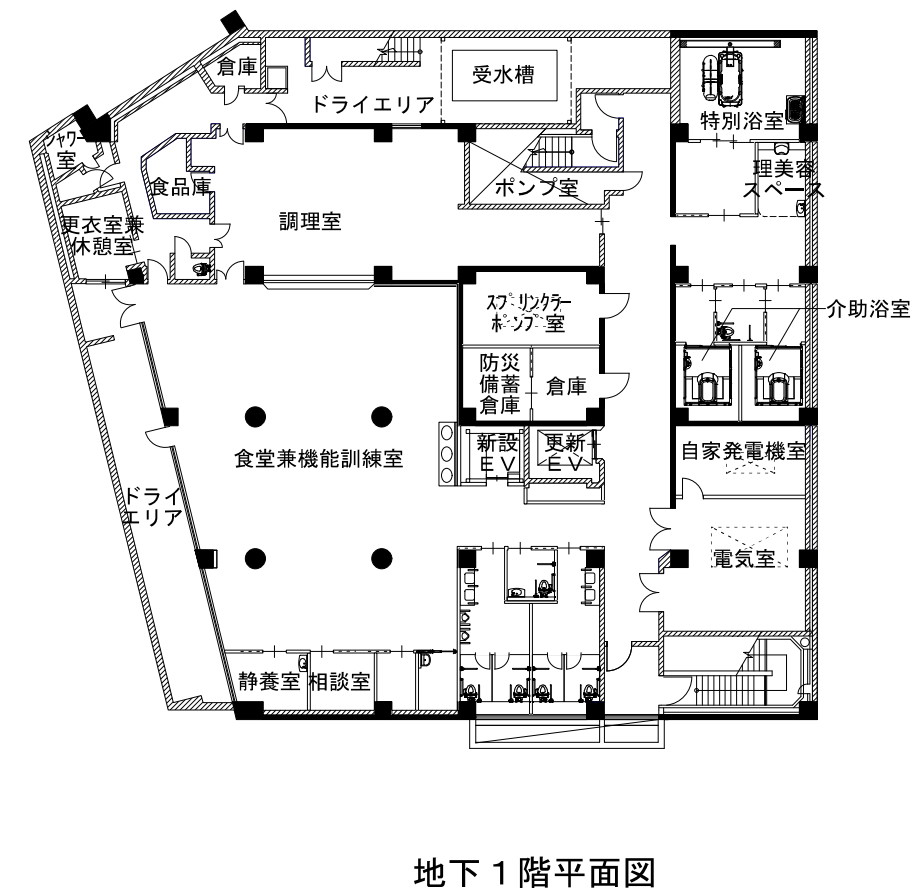 倉庫
受水槽
ドライエリア
特別浴室
シャワー
室
食品庫
ポンプ室
理美容
スペース
更衣室兼
休憩室
調理室
スプリンクラー
ポンプ室
介助浴室
防災
備蓄
倉庫
倉庫
新設
EV
更新
EV
自家発電機室
食堂兼機能訓練室
ドライ
エリア
電気室
静養室
相談室
地下1階平面図